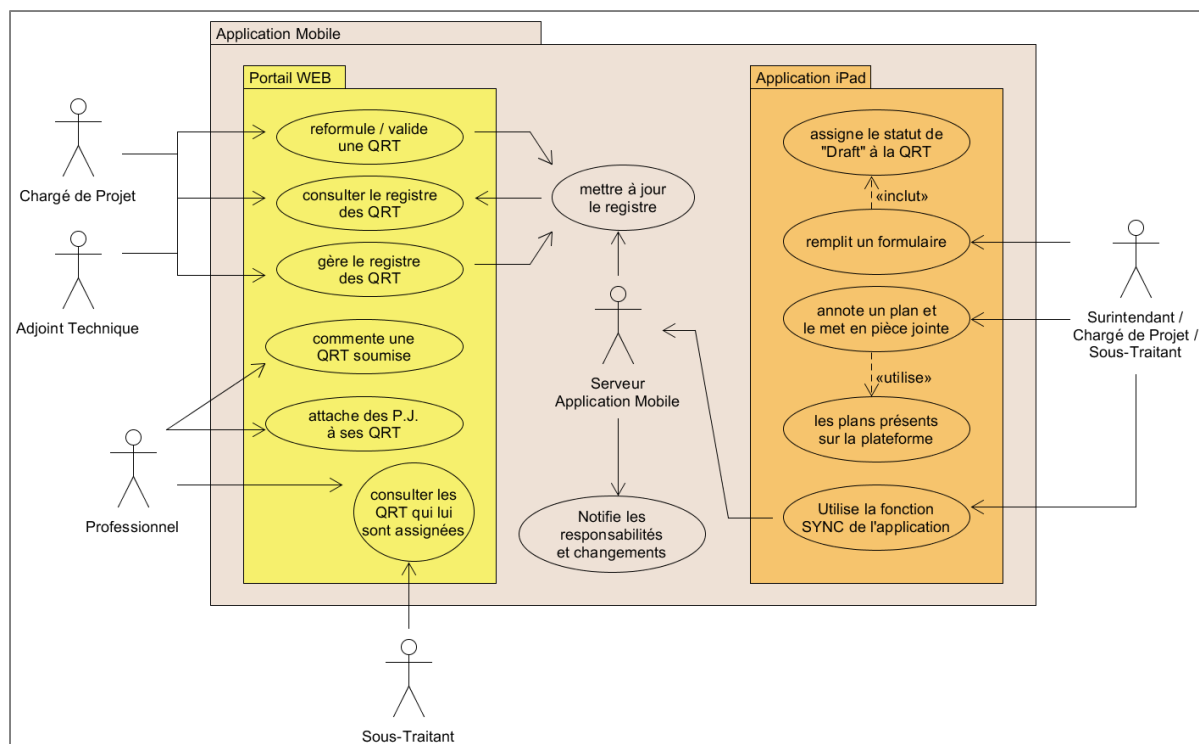 Application Mobile
Portail WEB
reformule / valide
une QRT
consulter le registre
des QRT
gère le registre
des QRT
commente une
QRT soumise
attache des P.J.
à ses QRT
consulter les
QRT qui lui
sont assignées
Chargé de Projet
Adjoint Technique
Professionnel
Sous-Traitant
mettre à jour
le registre
Serveur
Application Mobile
Notifie les
responsabilités
et changements
Application iPad
assigne le statut de
"Draft" à la QRT
«inclut»
remplit un formulaire
annote un plan et
le met en pièce jointe
«utilise»
les plans présents
sur la plateforme
Utilise la fonction
SYNC de l'application
Surintendant /
Chargé de Projet /
Sous-Traitant